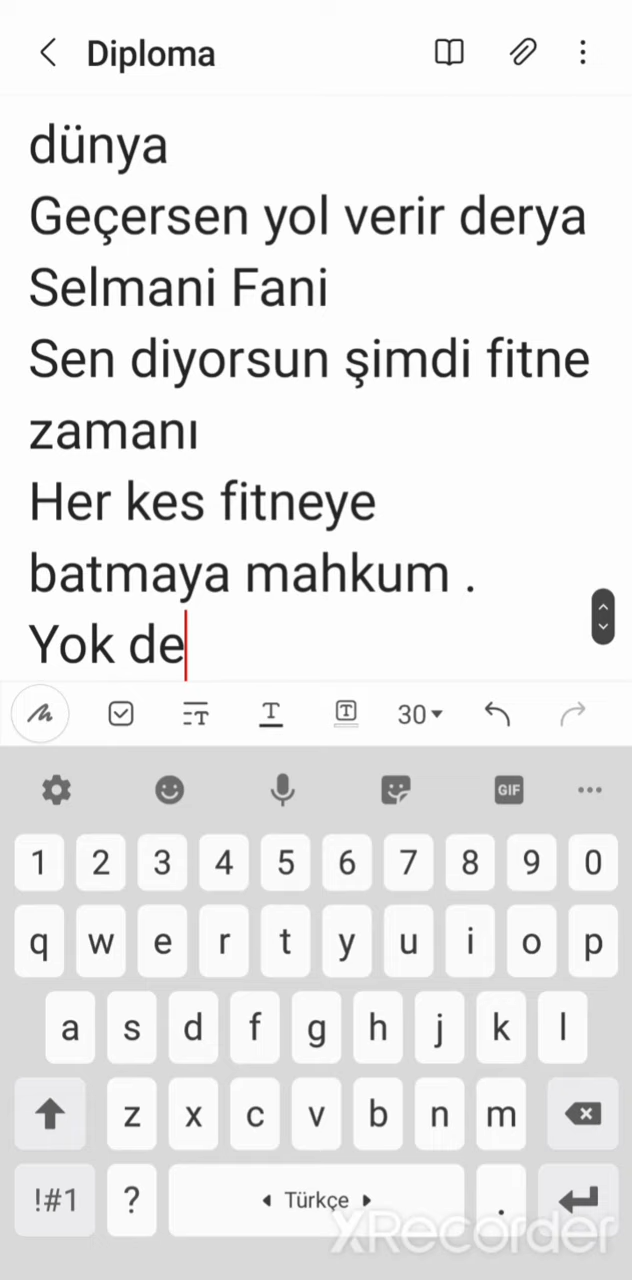 Diploma
dünya
Geçersen yol verir derya
Selmani Fani
Sen diyorsun şimdi fitne
zamanı
Her kes fitneye
batmaya mahkum .
Yok de
T T T 30
GIF
1 2 3 4 5 6 7 8 9 0
q w e r t y u i o p
a s d f g h j k l
z x c v b n m
!#1 ? Türkçe .
XRecorder